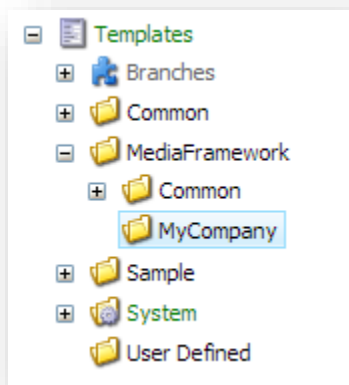 Templates
Branches
Common
MediaFramework
Common
MyCompany
Sample
System
User Defined